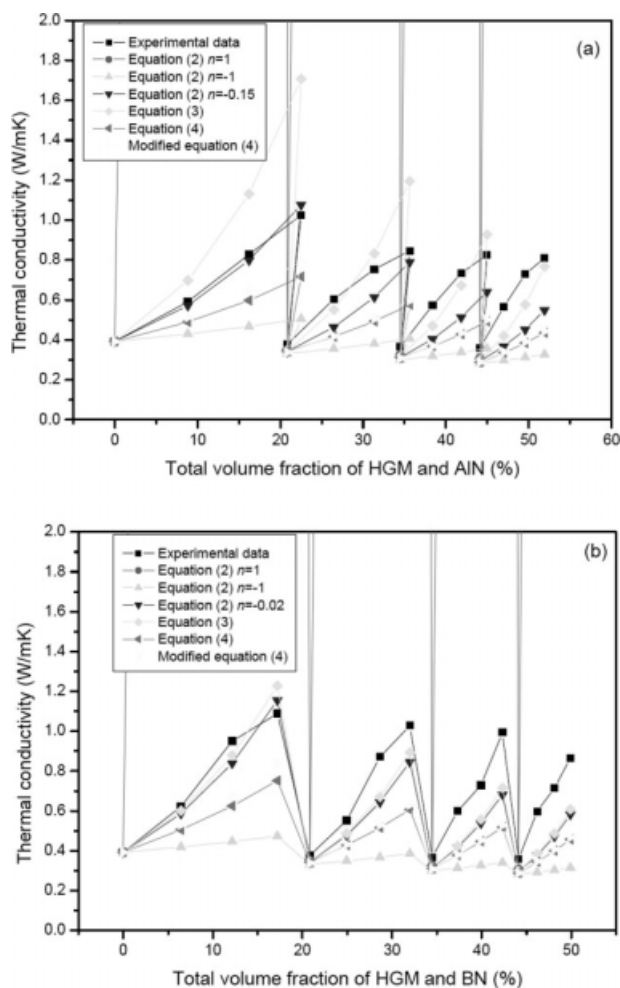 2.0
1.8
1.6
1.4
1.2
1.0
0.8
0.6
0.4
0.2
0.0
Thermal conductivity (W/mK)
Experimental data
Equation (2) n=1
Equation (2) n=-1
Equation (2) n=-0.15
Equation (3)
Equation (4)
Modified equation (4)
(a)
0 10 20 30 40 50 60
Total volume fraction of HGM and AlN (%)
2.0
1.8
1.6
1.4
1.2
1.0
0.8
0.6
0.4
0.2
0.0
Thermal conductivity (W/mK)
Experimental data
Equation (2) n=1
Equation (2) n=-1
Equation (2) n=-0.02
Equation (3)
Equation (4)
Modified equation (4)
(b)
0 10 20 30 40 50
Total volume fraction of HGM and BN (%)